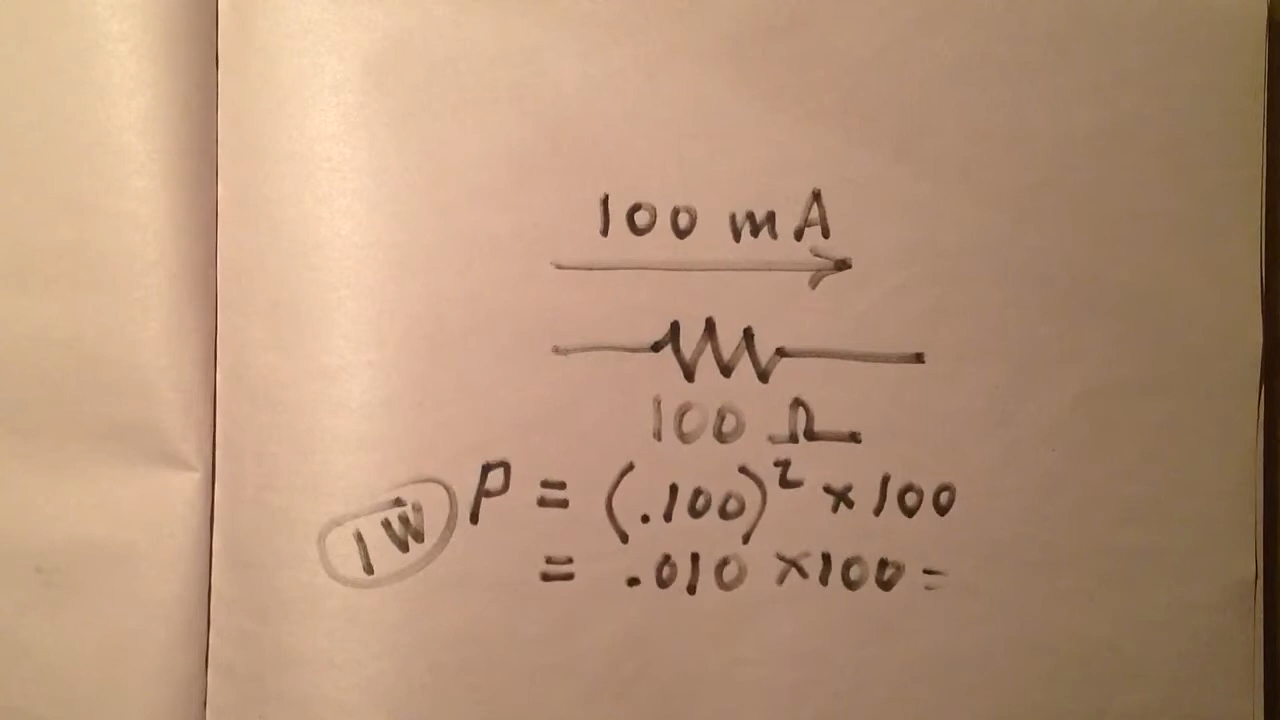 100 mA
100 Ω
1W P = (.100)² × 100
= .010 × 100 =